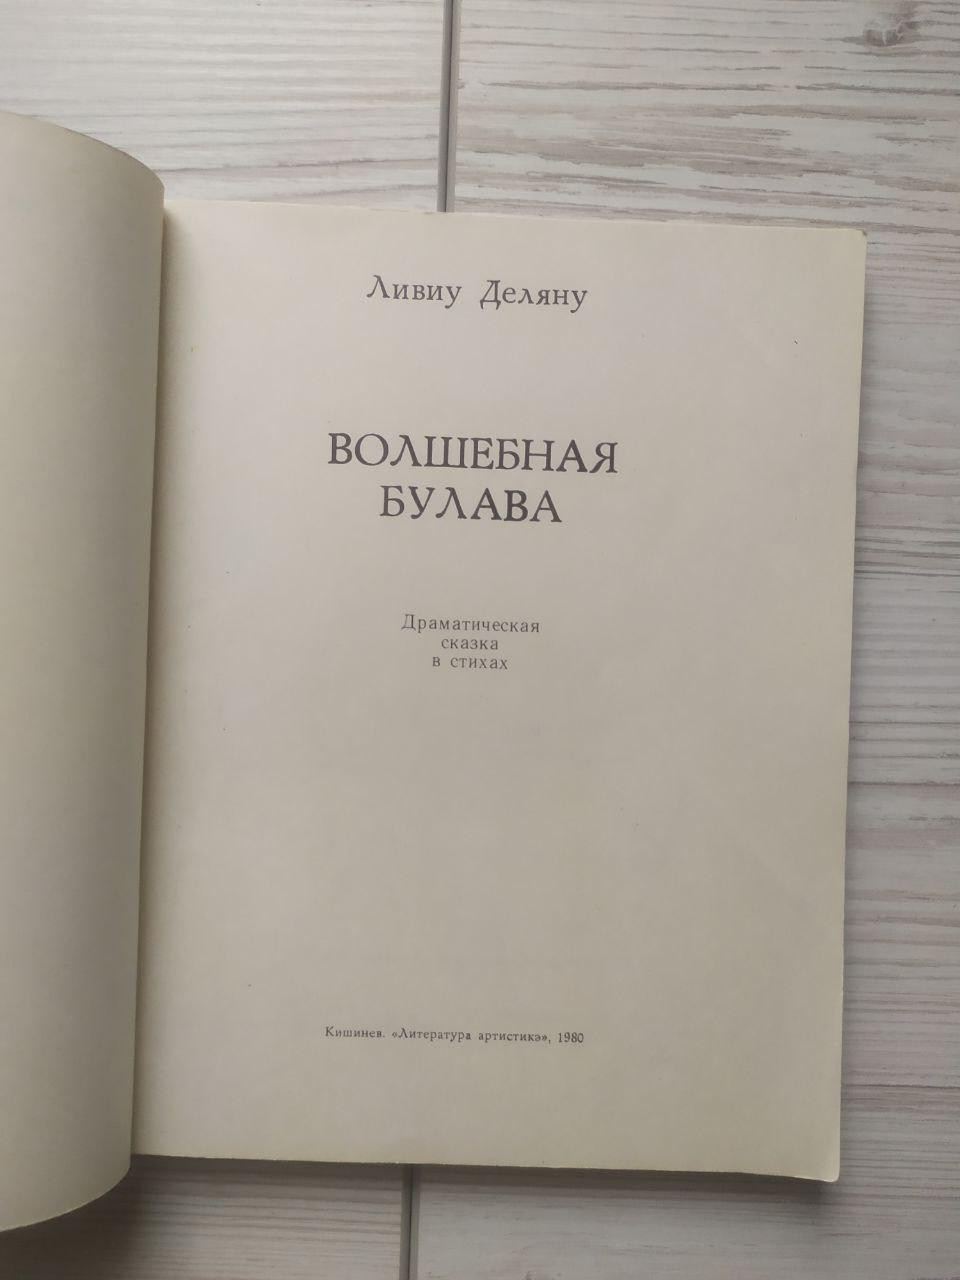 Ливиу Деляну
ВОЛШЕБНАЯ
БУЛАВА
Драматическая
сказка
в стихах
Кишинев. «Литература артистикэ», 1980